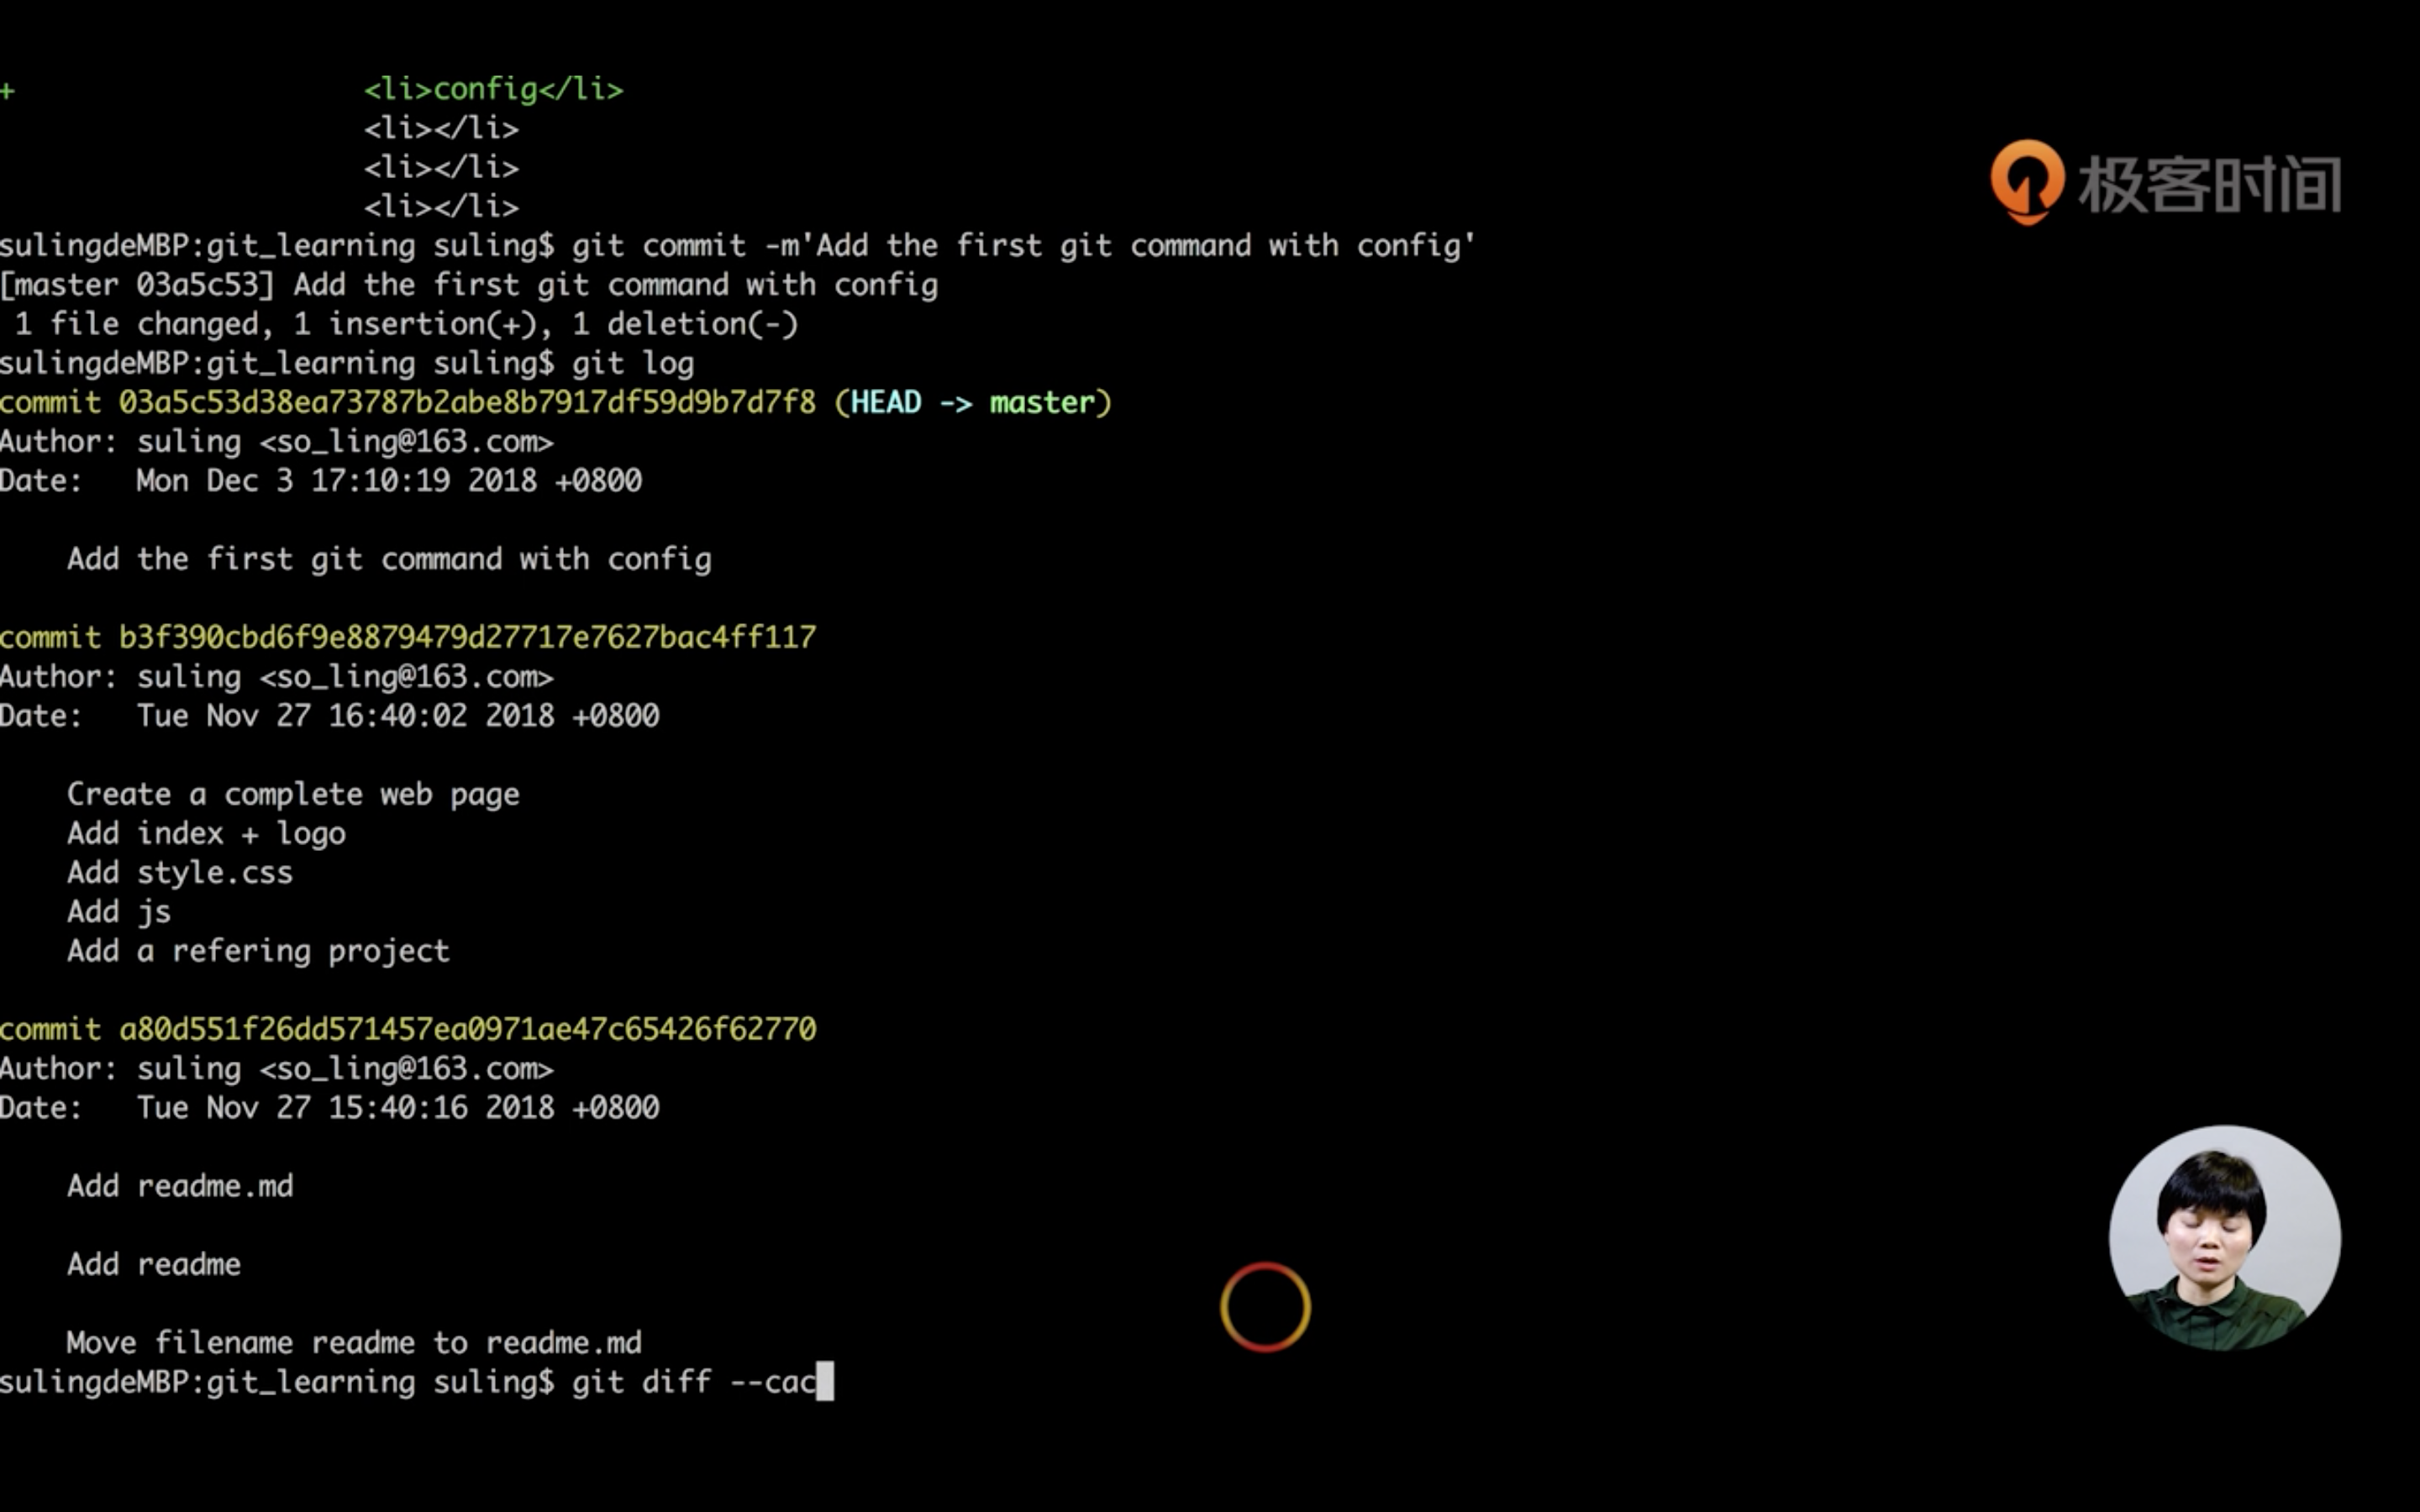 +                    <li>config</li>
                     <li></li>
                     <li></li>
                     <li></li>
极客时间
sulingdeMBP:git_learning suling$ git commit -m'Add the first git command with config'
[master 03a5c53] Add the first git command with config
 1 file changed, 1 insertion(+), 1 deletion(-)
sulingdeMBP:git_learning suling$ git log
commit 03a5c53d38ea73787b2abe8b7917df59d9b7d7f8 (HEAD -> master)
Author: suling <so_ling@163.com>
Date:   Mon Dec 3 17:10:19 2018 +0800
    Add the first git command with config
commit b3f390cbd6f9e8879479d27717e7627bac4ff117
Author: suling <so_ling@163.com>
Date:   Tue Nov 27 16:40:02 2018 +0800
    Create a complete web page
    Add index + logo
    Add style.css
    Add js
    Add a refering project
commit a80d551f26dd571457ea0971ae47c65426f62770
Author: suling <so_ling@163.com>
Date:   Tue Nov 27 15:40:16 2018 +0800
    Add readme.md
    Add readme
    Move filename readme to readme.md
sulingdeMBP:git_learning suling$ git diff --cac